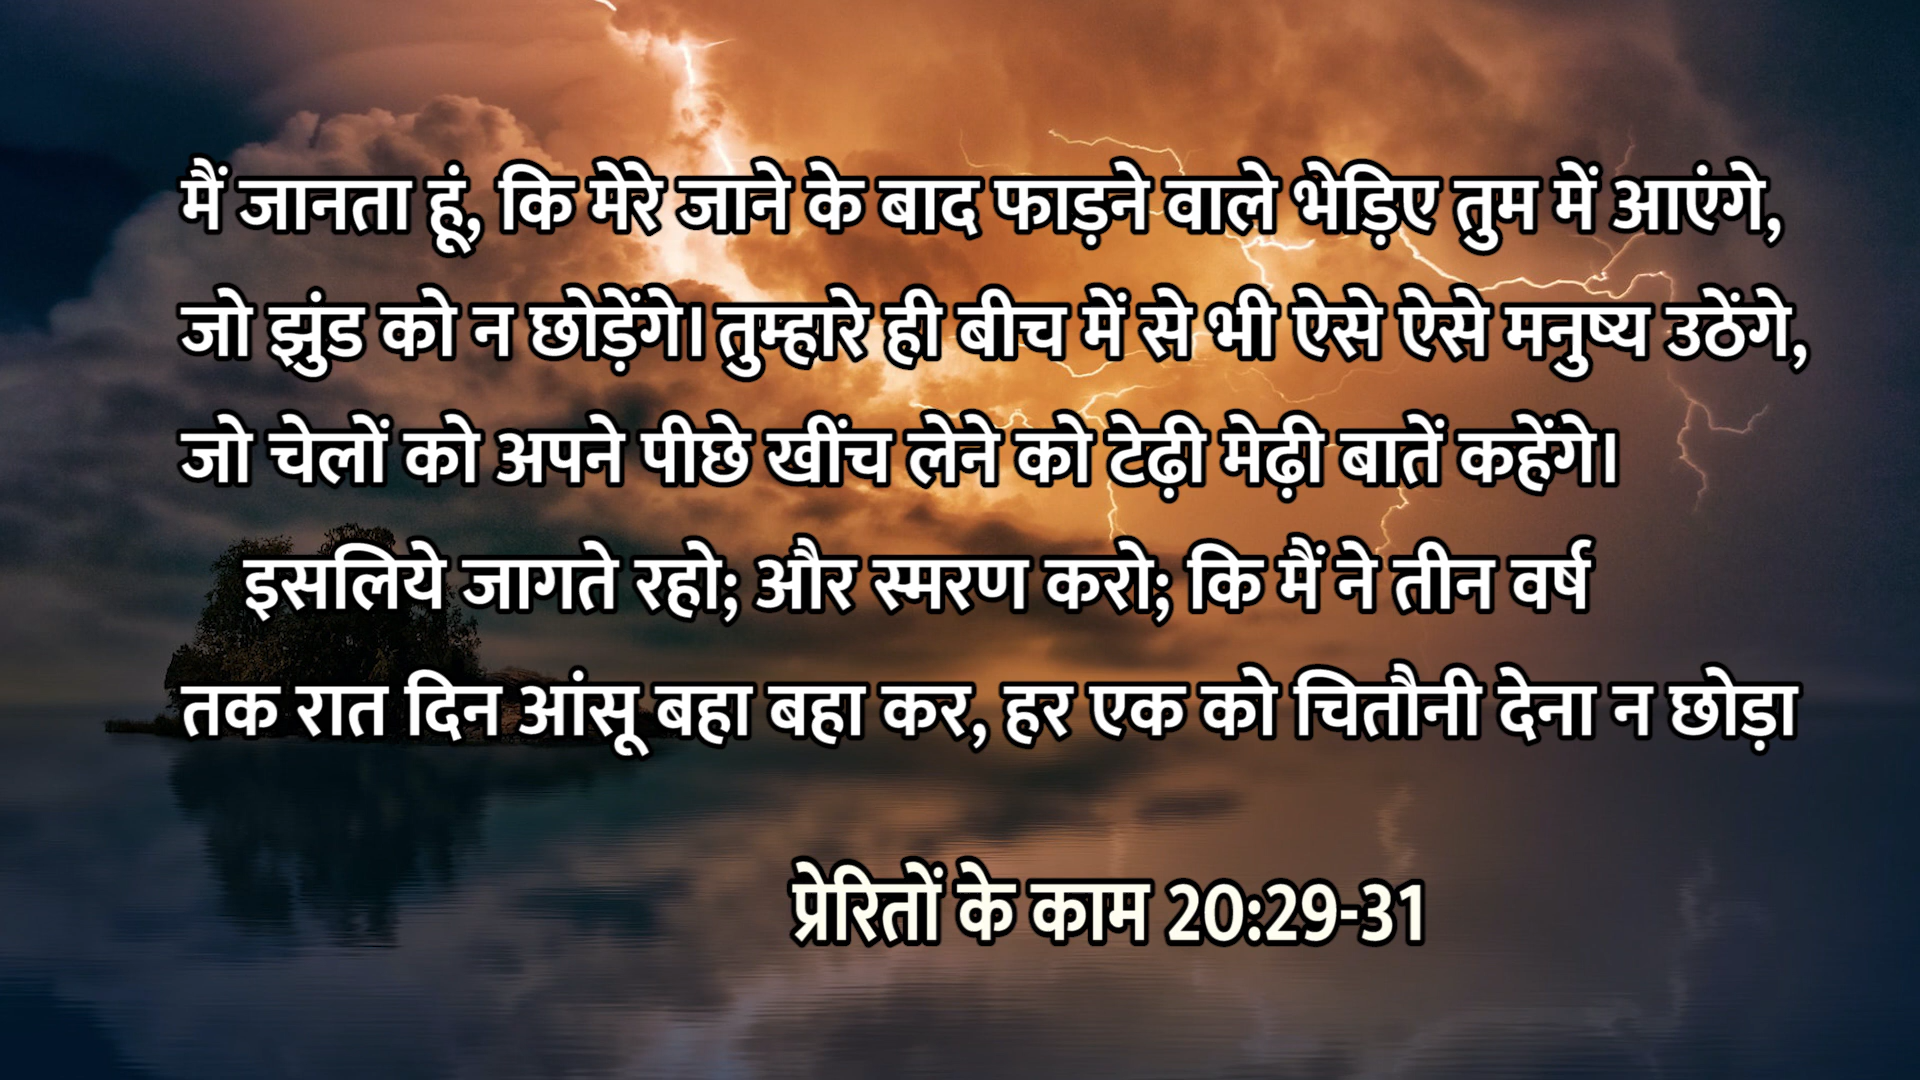 मैं जानता हूं, कि मेरे जाने के बाद फाड़ने वाले भेड़िए तुम में आएंगे,
जो झुंड को न छोड़ेंगे। तुम्हारे ही बीच में से भी ऐसे ऐसे मनुष्य उठेंगे,
जो चेलों को अपने पीछे खींच लेने को टेढ़ी मेढ़ी बातें कहेंगे।
इसलिये जागते रहो; और स्मरण करो; कि मैं ने तीन वर्ष
तक रात दिन आंसू बहा बहा कर, हर एक को चितौनी देना न छोड़ा
प्रेरितों के काम 20:29-31